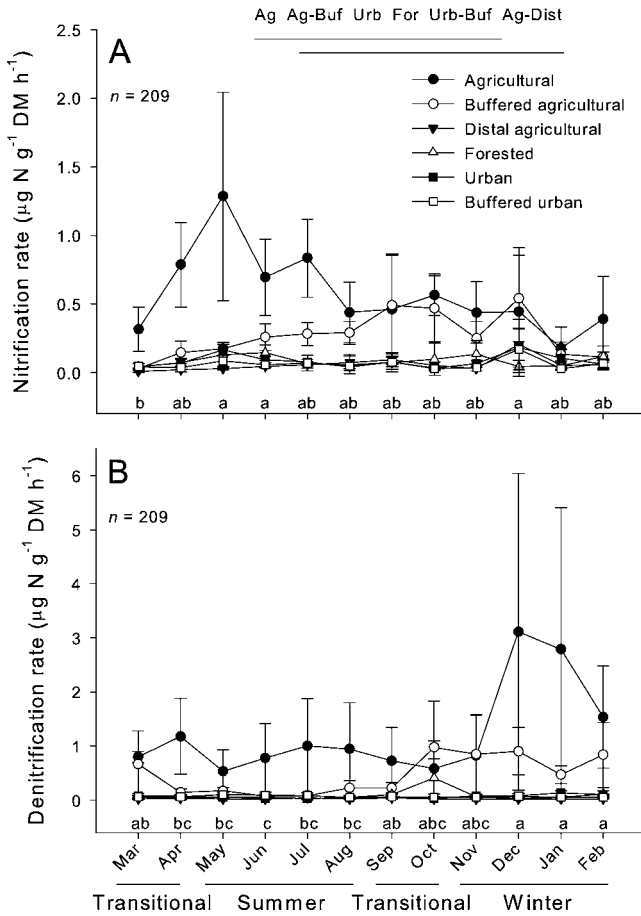 Ag Ag-Buf Urb For Urb-Buf Ag-Dist
A
n = 209
Agricultural
Buffered agricultural
Distal agricultural
Forested
Urban
Buffered urban
Nitrification rate (µg N g⁻¹ DM h⁻¹)
2.5
2.0
1.5
1.0
0.5
0.0
b ab a a ab ab ab ab ab a ab ab
B
n = 209
Denitrification rate (µg N g⁻¹ DM h⁻¹)
6
5
4
3
2
1
0
ab bc bc c bc bc ab abc abc a a a
Mar Apr May Jun Jul Aug Sep Oct Nov Dec Jan Feb
Transitional Summer Transitional Winter